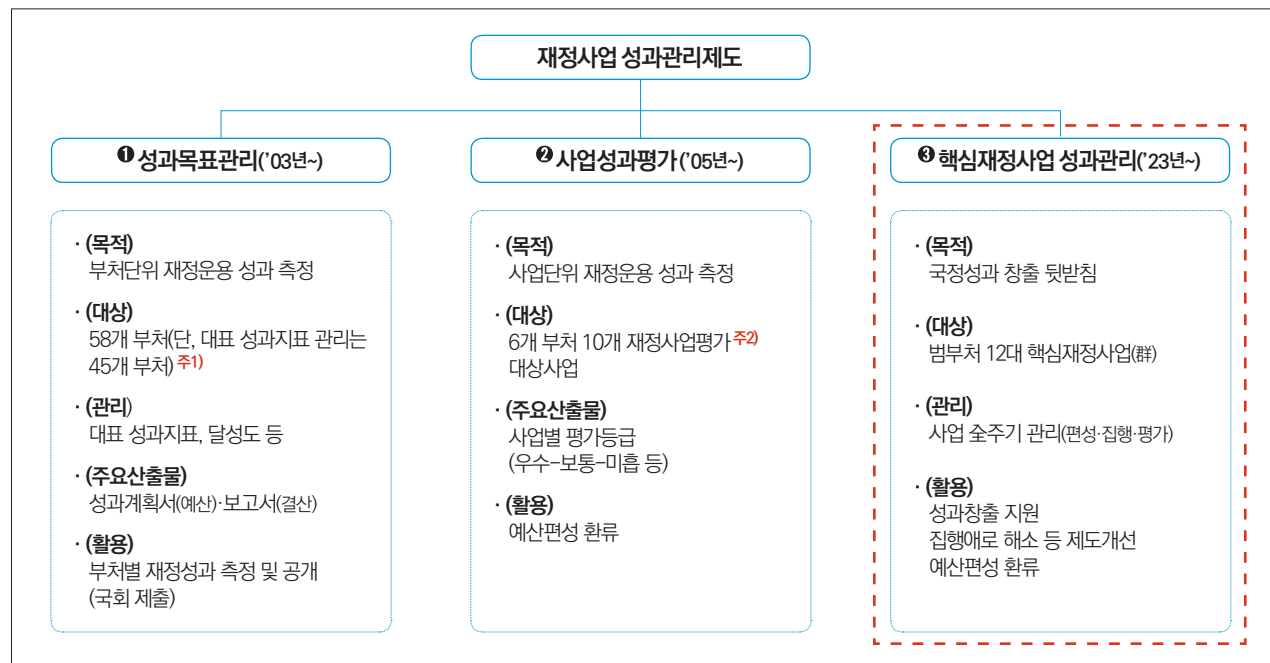 재정사업 성과관리제도
❶ 성과목표관리('03년~)
· (목적)
부처단위 재정운용 성과 측정
· (대상)
58개 부처(단, 대표 성과지표 관리는
45개 부처) 주1)
· (관리)
대표 성과지표, 달성도 등
· (주요산출물)
성과계획서(예산)·보고서(결산)
· (활용)
부처별 재정성과 측정 및 공개
(국회 제출)
❷ 사업성과평가('05년~)
· (목적)
사업단위 재정운용 성과 측정
· (대상)
6개 부처 10개 재정사업평가 주2)
대상사업
· (주요산출물)
사업별 평가등급
(우수-보통-미흡 등)
· (활용)
예산편성 환류
❸ 핵심재정사업 성과관리('23년~)
· (목적)
국정성과 창출 뒷받침
· (대상)
범부처 12대 핵심재정사업(群)
· (관리)
사업 全주기 관리(편성·집행·평가)
· (활용)
성과창출 지원
집행애로 해소 등 제도개선
예산편성 환류